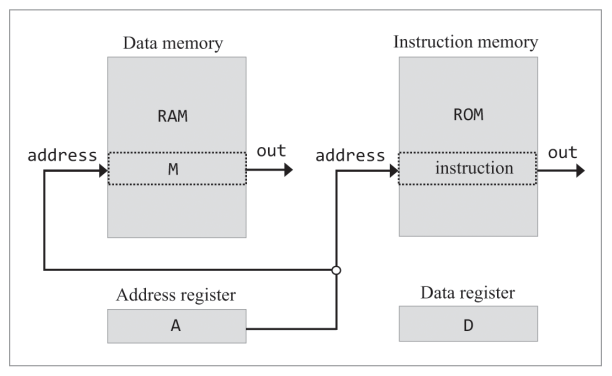 Data memory
Instruction memory
RAM
ROM
address
M
out
address
instruction
out
Address register
Data register
A
D